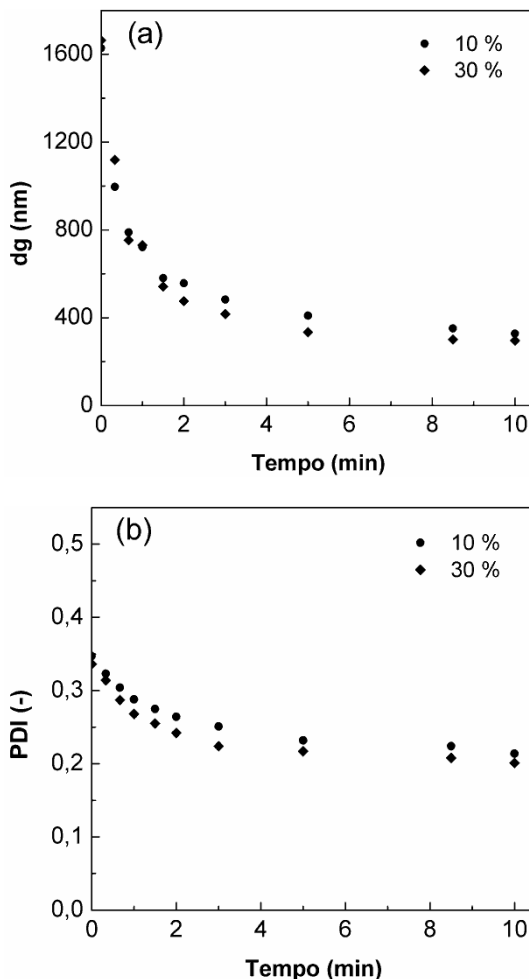 (a)
10 %
30 %
1600
1200
800
400
0
dg (nm)
0 2 4 6 8 10
Tempo (min)
(b)
10 %
30 %
0,5
0,4
0,3
0,2
0,1
0,0
PDI (-)
0 2 4 6 8 10
Tempo (min)